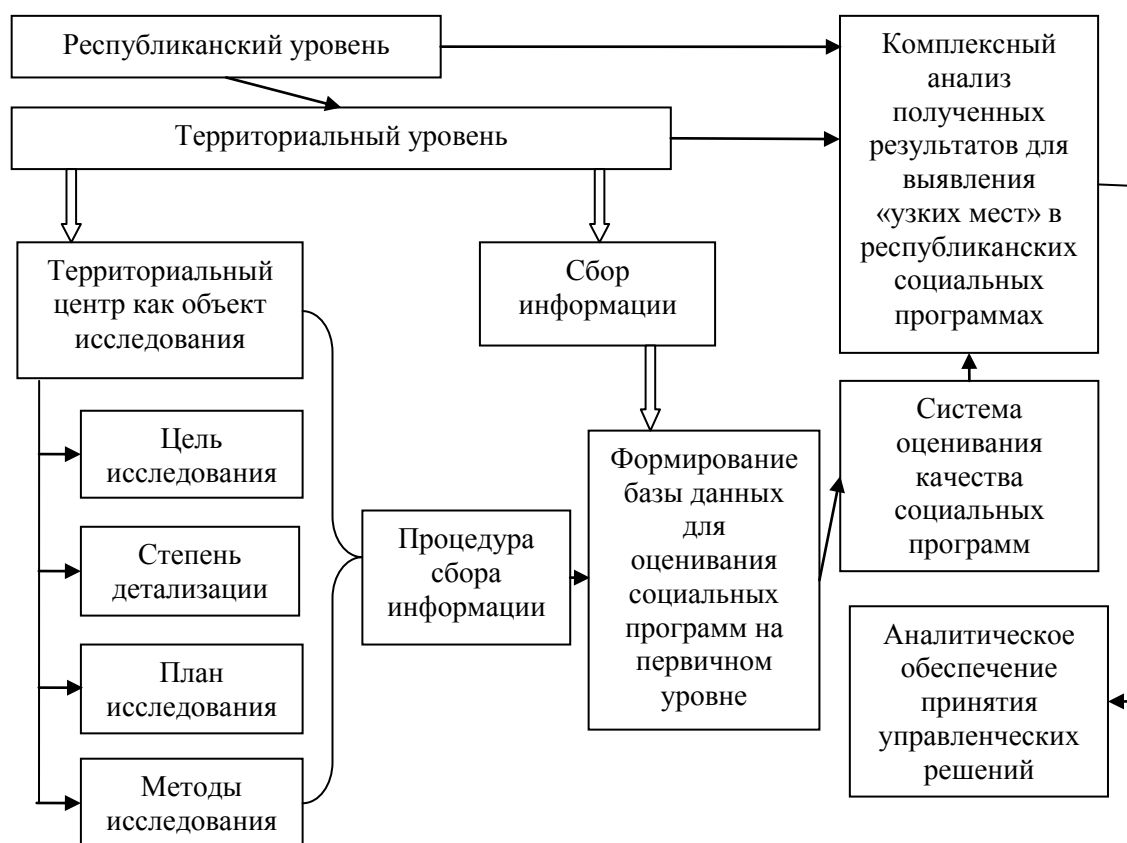 Республиканский уровень
Территориальный уровень
Комплексный
анализ
полученных
результатов для
выявления
«узких мест» в
республиканских
социальных
программах
Территориальный
центр как объект
исследования
Сбор
информации
Цель
исследования
Степень
детализации
План
исследования
Методы
исследования
Процедура
сбора
информации
Формирование
базы данных
для
оценивания
социальных
программ на
первичном
уровне
Система
оценивания
качества
социальных
программ
Аналитическое
обеспечение
принятия
управленческих
решений